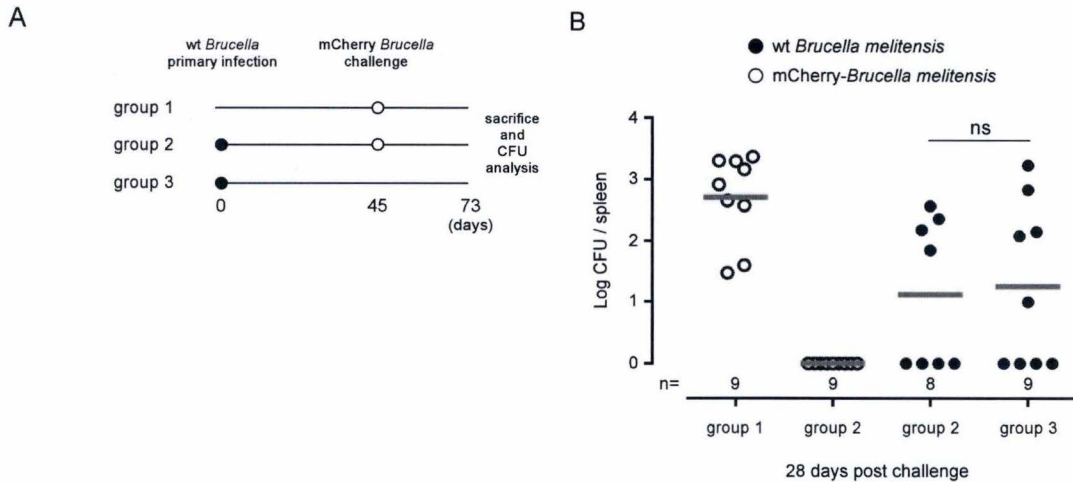 A
wt Brucella
primary infection
mCherry Brucella
challenge
group 1
group 2
group 3
sacrifice
and
CFU
analysis
0
45
73
(days)
B
wt Brucella melitensis
mCherry-Brucella melitensis
ns
Log CFU / spleen
4
3
2
1
0
n=
9
9
8
9
group 1
group 2
group 2
group 3
28 days post challenge